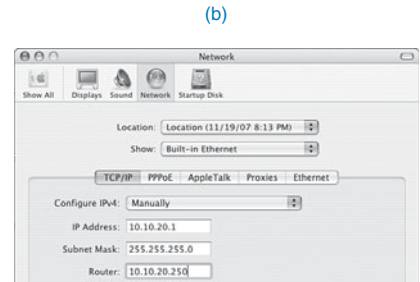 (b)
Network
Show All Displays Sound Network Startup Disk
Location: Location (11/19/07 8:13 PM)
Show: Built-in Ethernet
TCP/IP PPPoE AppleTalk Proxies Ethernet
Configure IPv4: Manually
IP Address: 10.10.20.1
Subnet Mask: 255.255.255.0
Router: 10.10.20.250